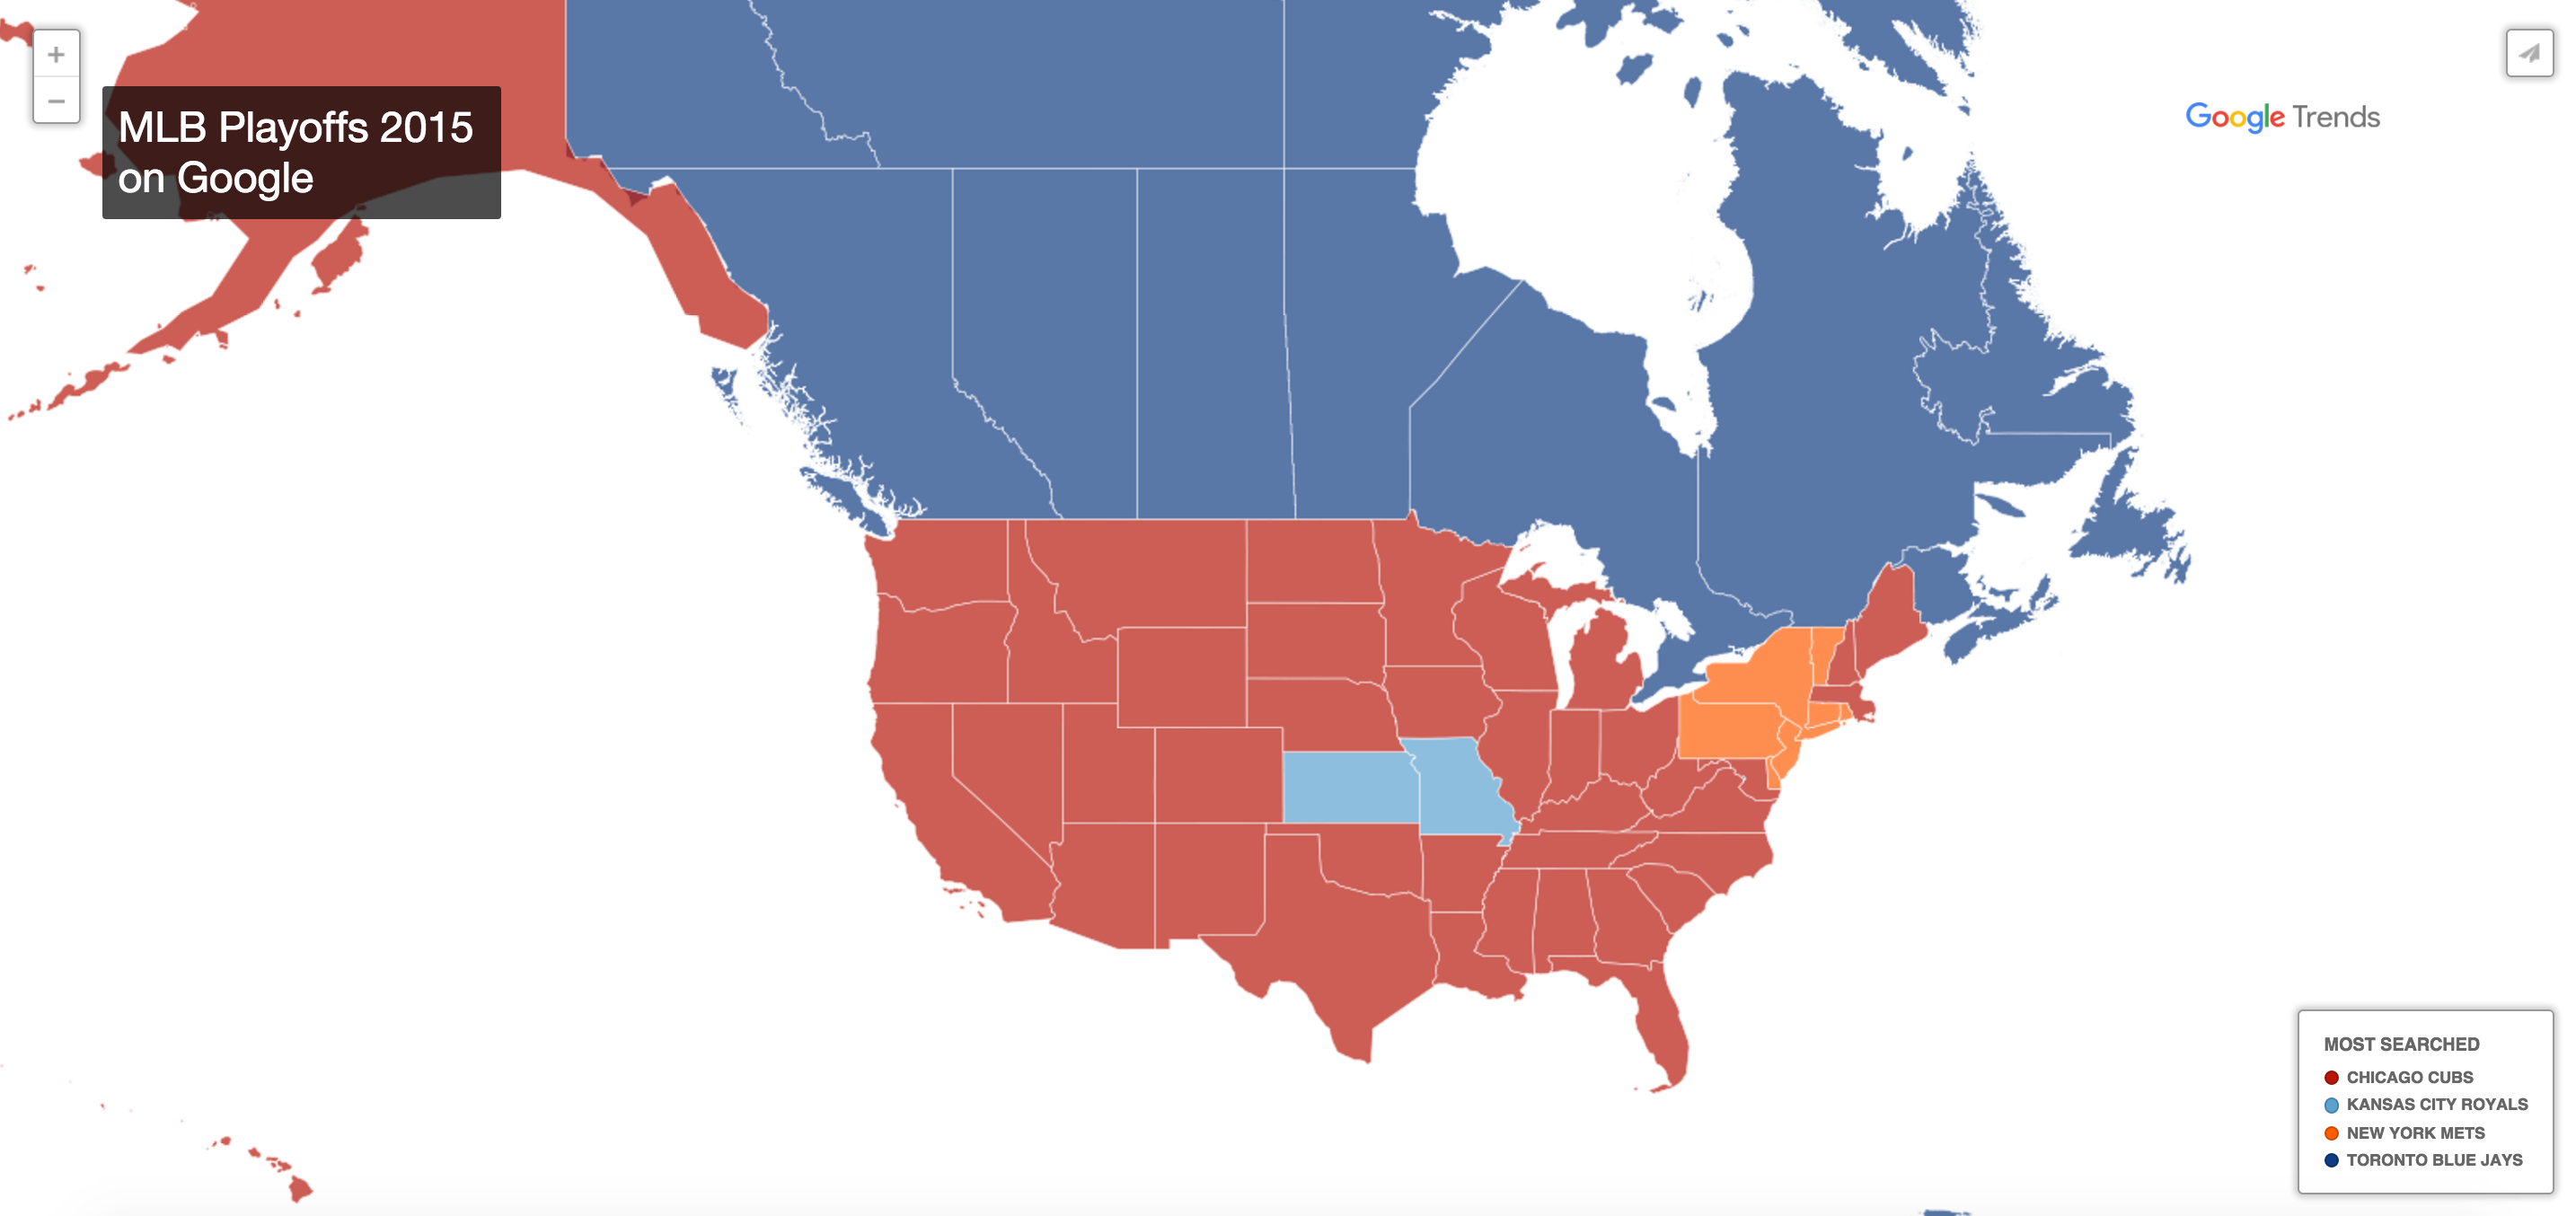 +
−
MLB Playoffs 2015
on Google
Google Trends
MOST SEARCHED
CHICAGO CUBS
KANSAS CITY ROYALS
NEW YORK METS
TORONTO BLUE JAYS